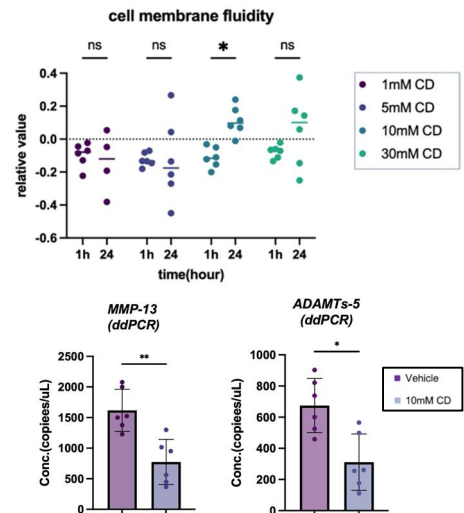 cell membrane fluidity
ns ns * ns
0.4
0.2
0.0
-0.2
-0.4
-0.6
relative value
1h 24 1h 24 1h 24 1h 24
time(hour)
1mM CD
5mM CD
10mM CD
30mM CD
MMP-13
(ddPCR)
**
2500
2000
1500
1000
500
0
Conc.(copiees/uL)
ADAMTs-5
(ddPCR)
*
1000
800
600
400
200
0
Conc.(copiees/uL)
Vehicle
10mM CD